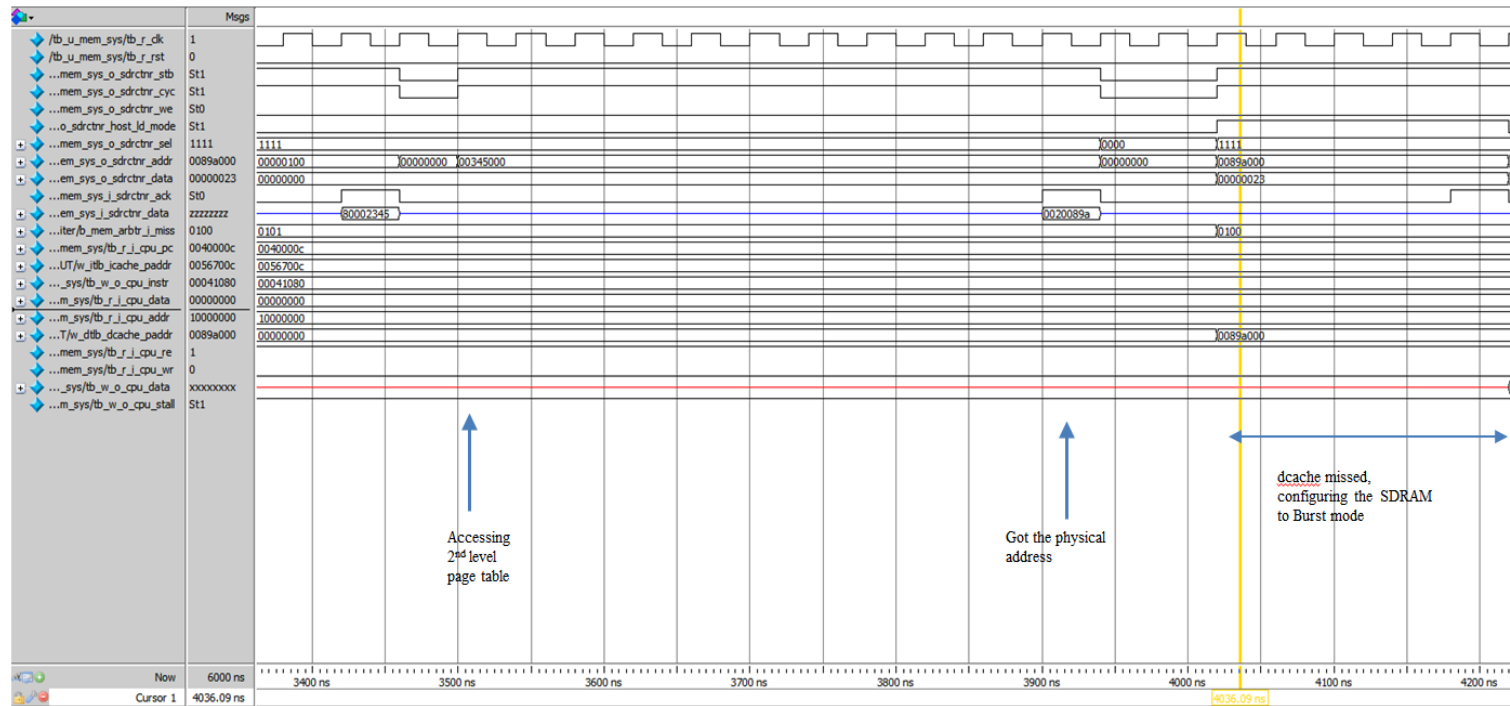 Msgs
/tb_u_mem_sys/tb_r_clk 1
/tb_u_mem_sys/tb_r_rst 0
...mem_sys_o_sdrctnr_stb St1
...mem_sys_o_sdrctnr_cyc St1
...mem_sys_o_sdrctnr_we St0
...o_sdrctnr_host_ld_mode St1
...mem_sys_o_sdrctnr_sel 1111 1111 0000 1111
...em_sys_o_sdrctnr_addr 0089a000 00000100 00000000 00345000 00000000 0089a000
...em_sys_o_sdrctnr_data 00000023 00000000 00000023
...mem_sys_i_sdrctnr_ack St0
...em_sys_i_sdrctnr_data zzzzzzzz 80002345 0020089a
...iter/b_mem_arbtr_i_miss 0100 0101 0100
...mem_sys/tb_r_i_cpu_pc 0040000c 0040000c
...UT/w_itlb_icache_paddr 0056700c 0056700c
..._sys/tb_w_o_cpu_instr 00041080 00041080
...m_sys/tb_r_i_cpu_data 00000000 00000000
...m_sys/tb_r_i_cpu_addr 10000000 10000000
...T/w_dtlb_dcache_paddr 0089a000 00000000 0089a000
...mem_sys/tb_r_i_cpu_re 1
...mem_sys/tb_r_i_cpu_wr 0
..._sys/tb_w_o_cpu_data xxxxxxxx
...m_sys/tb_w_o_cpu_stall St1
Accessing
2nd level
page table
Got the physical
address
dcache missed,
configuring the SDRAM
to Burst mode
Now 6000 ns
3400 ns 3500 ns 3600 ns 3700 ns 3800 ns 3900 ns 4000 ns 4100 ns 4200 ns
Cursor 1 4036.09 ns 4036.09 ns